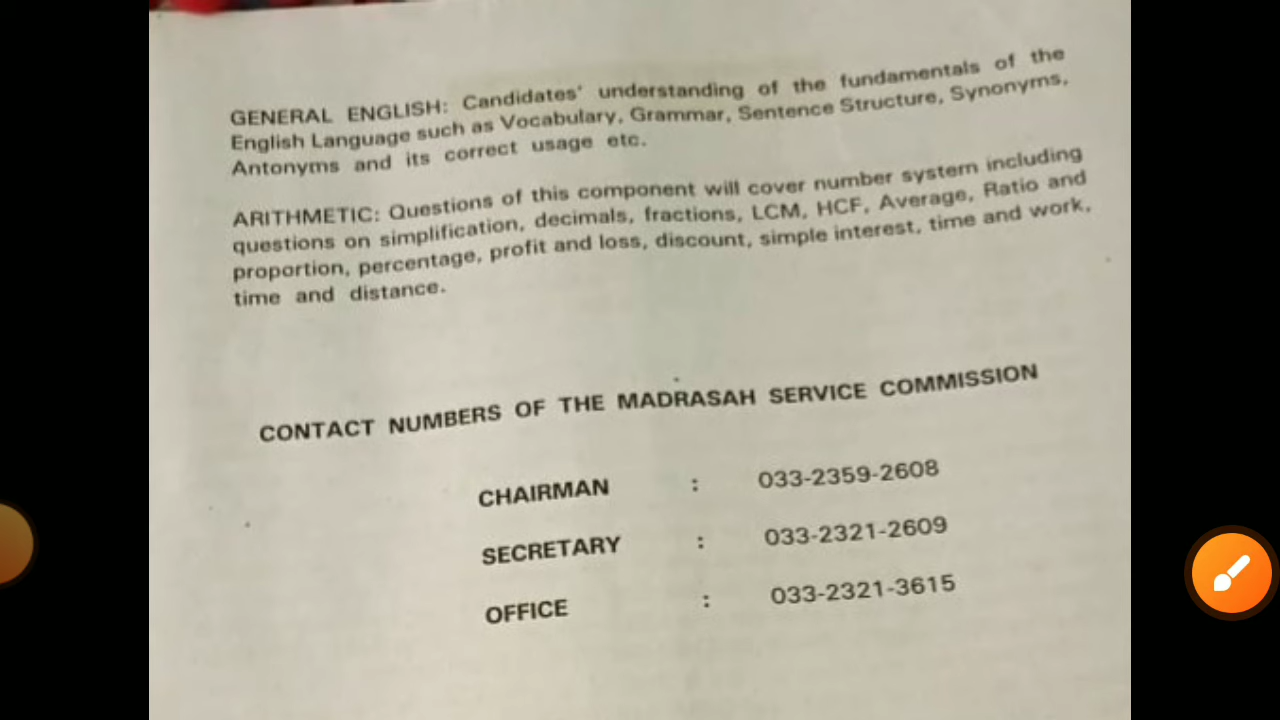 GENERAL ENGLISH: Candidates' understanding of the fundamentals of the
English Language such as Vocabulary, Grammar, Sentence Structure, Synonyms,
Antonyms and its correct usage etc.
ARITHMETIC: Questions of this component will cover number system including
questions on simplification, decimals, fractions, LCM, HCF, Average, Ratio and
proportion, percentage, profit and loss, discount, simple interest, time and work,
time and distance.
CONTACT NUMBERS OF THE MADRASAH SERVICE COMMISSION
CHAIRMAN : 033-2359-2608
SECRETARY : 033-2321-2609
OFFICE : 033-2321-3615